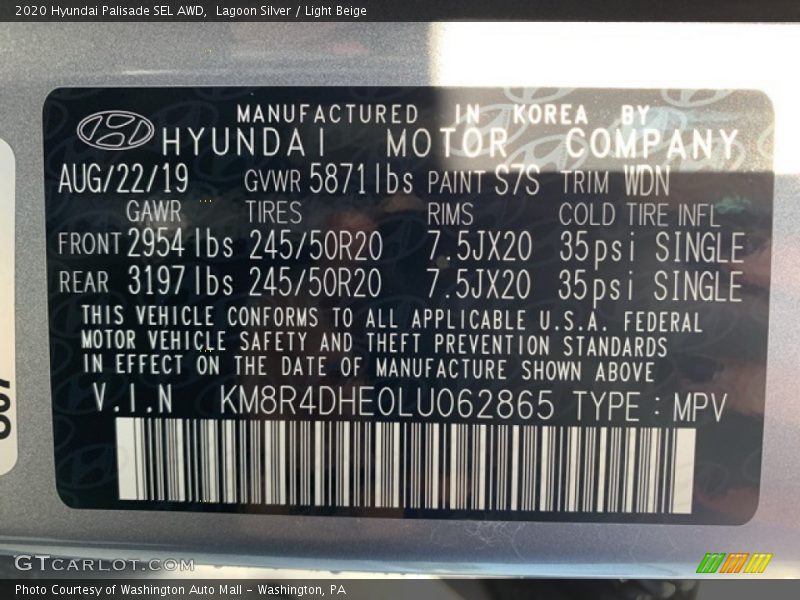 2020 Hyundai Palisade SEL AWD, Lagoon Silver / Light Beige
MANUFACTURED IN KOREA BY
HYUNDAI MOTOR COMPANY
AUG/22/19 GVWR 5871lbs PAINT S7S TRIM WDN
GAWR TIRES RIMS COLD TIRE INFL
FRONT 2954lbs 245/50R20 7.5JX20 35psi SINGLE
REAR 3197lbs 245/50R20 7.5JX20 35psi SINGLE
THIS VEHICLE CONFORMS TO ALL APPLICABLE U.S.A. FEDERAL
MOTOR VEHICLE SAFETY AND THEFT PREVENTION STANDARDS
IN EFFECT ON THE DATE OF MANUFACTURE SHOWN ABOVE
V.I.N KM8R4DHE0LU062865 TYPE : MPV
GTCARLOT.COM
Photo Courtesy of Washington Auto Mall - Washington, PA